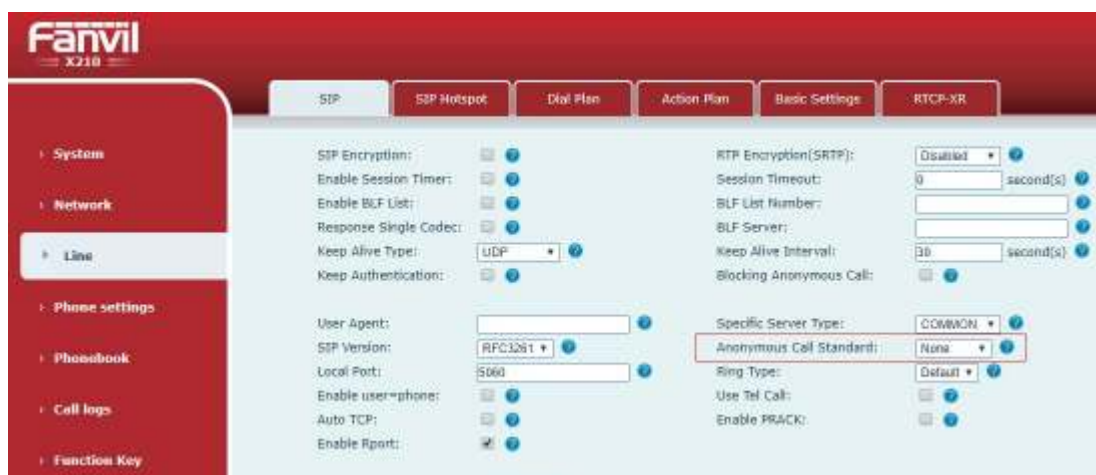 Fanvil
X210
SIP
SIP Hotspot
Dial Plan
Action Plan
Basic Settings
RTCP-XR
System
Network
Line
Phone settings
Phonebook
Call logs
Function Key
SIP Encryption:
RTP Encryption(SRTP): Disabled
Enable Session Timer:
Session Timeout: 0 second(s)
Enable BLF List:
BLF List Number:
Response Single Codec:
BLF Server:
Keep Alive Type: UDP
Keep Alive Interval: 30 second(s)
Keep Authentication:
Blocking Anonymous Call:
User Agent:
Specific Server Type: COMMON
SIP Version: RFC3261
Anonymous Call Standard: None
Local Port: 5060
Ring Type: Default
Enable user=phone:
Use Tel Call:
Auto TCP:
Enable PRACK:
Enable Rport: